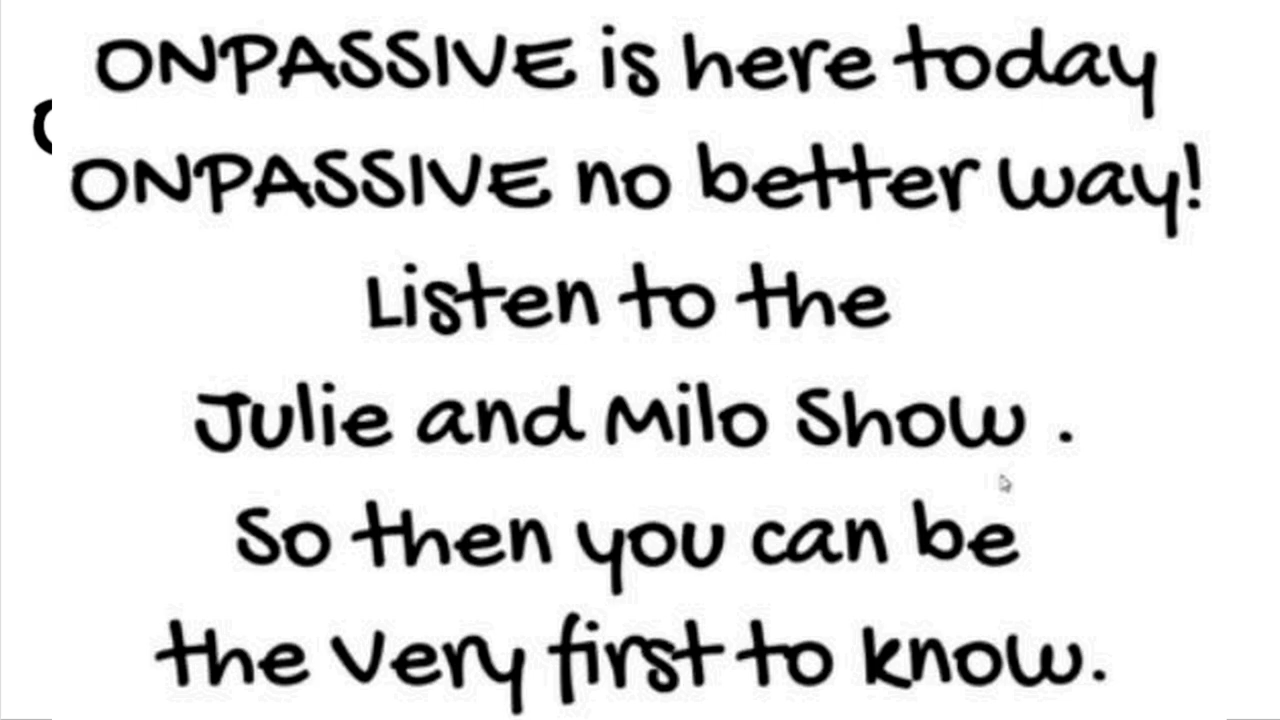 ONPASSIVE is here today
ONPASSIVE no better way!
Listen to the
Julie and Milo Show .
So then you can be
the very first to know.